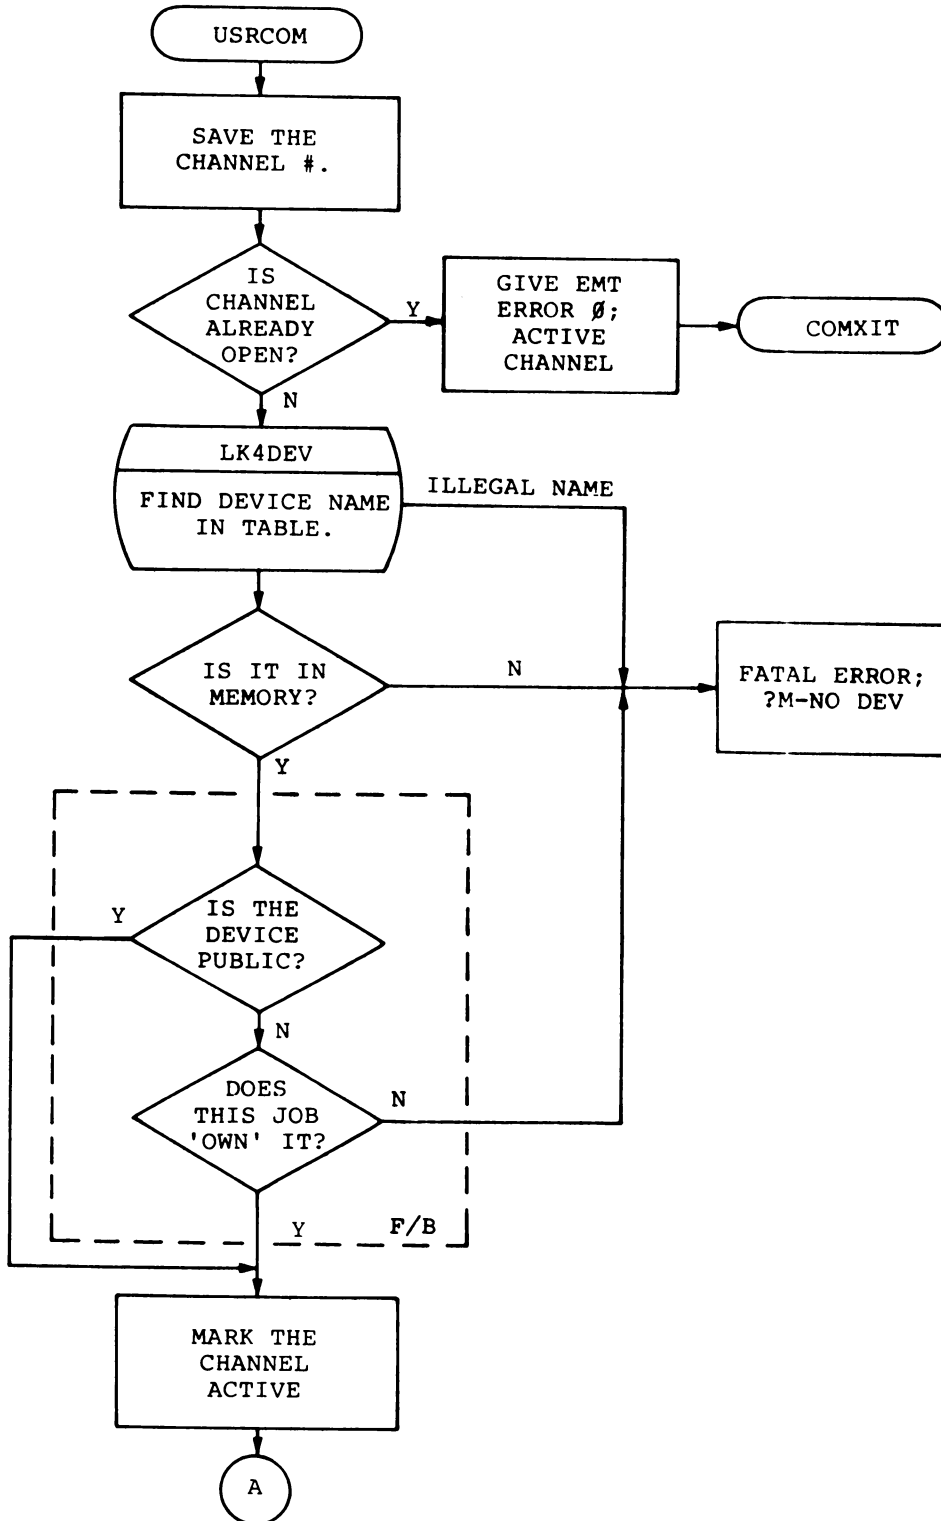 USRCOM
SAVE THE
CHANNEL #.
IS
CHANNEL
ALREADY
OPEN?
Y
GIVE EMT
ERROR Ø;
ACTIVE
CHANNEL
COMXIT
N
LK4DEV
FIND DEVICE NAME
IN TABLE.
ILLEGAL NAME
IS IT IN
MEMORY?
N
FATAL ERROR;
?M-NO DEV
Y
IS THE
DEVICE
PUBLIC?
Y
N
DOES
THIS JOB
'OWN' IT?
N
Y
F/B
MARK THE
CHANNEL
ACTIVE
A